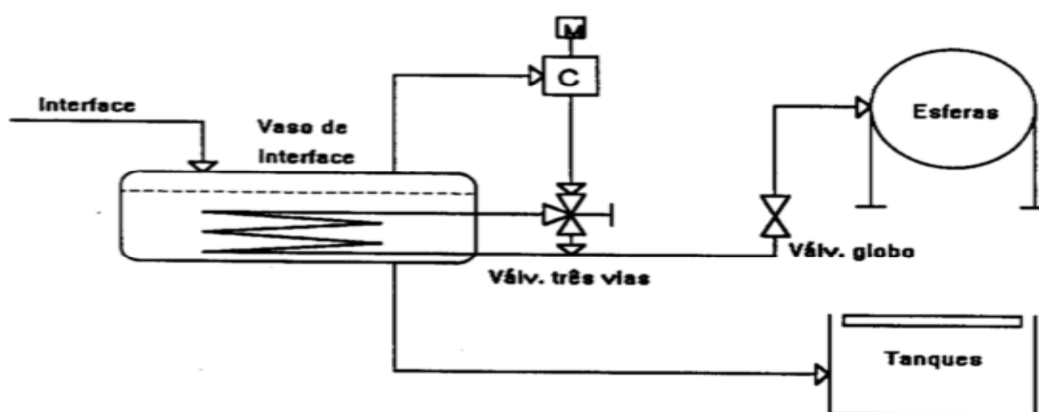 M
C
Interface
Vaso de
Interface
Esferas
Válv. globo
Válv. três vias
Tanques